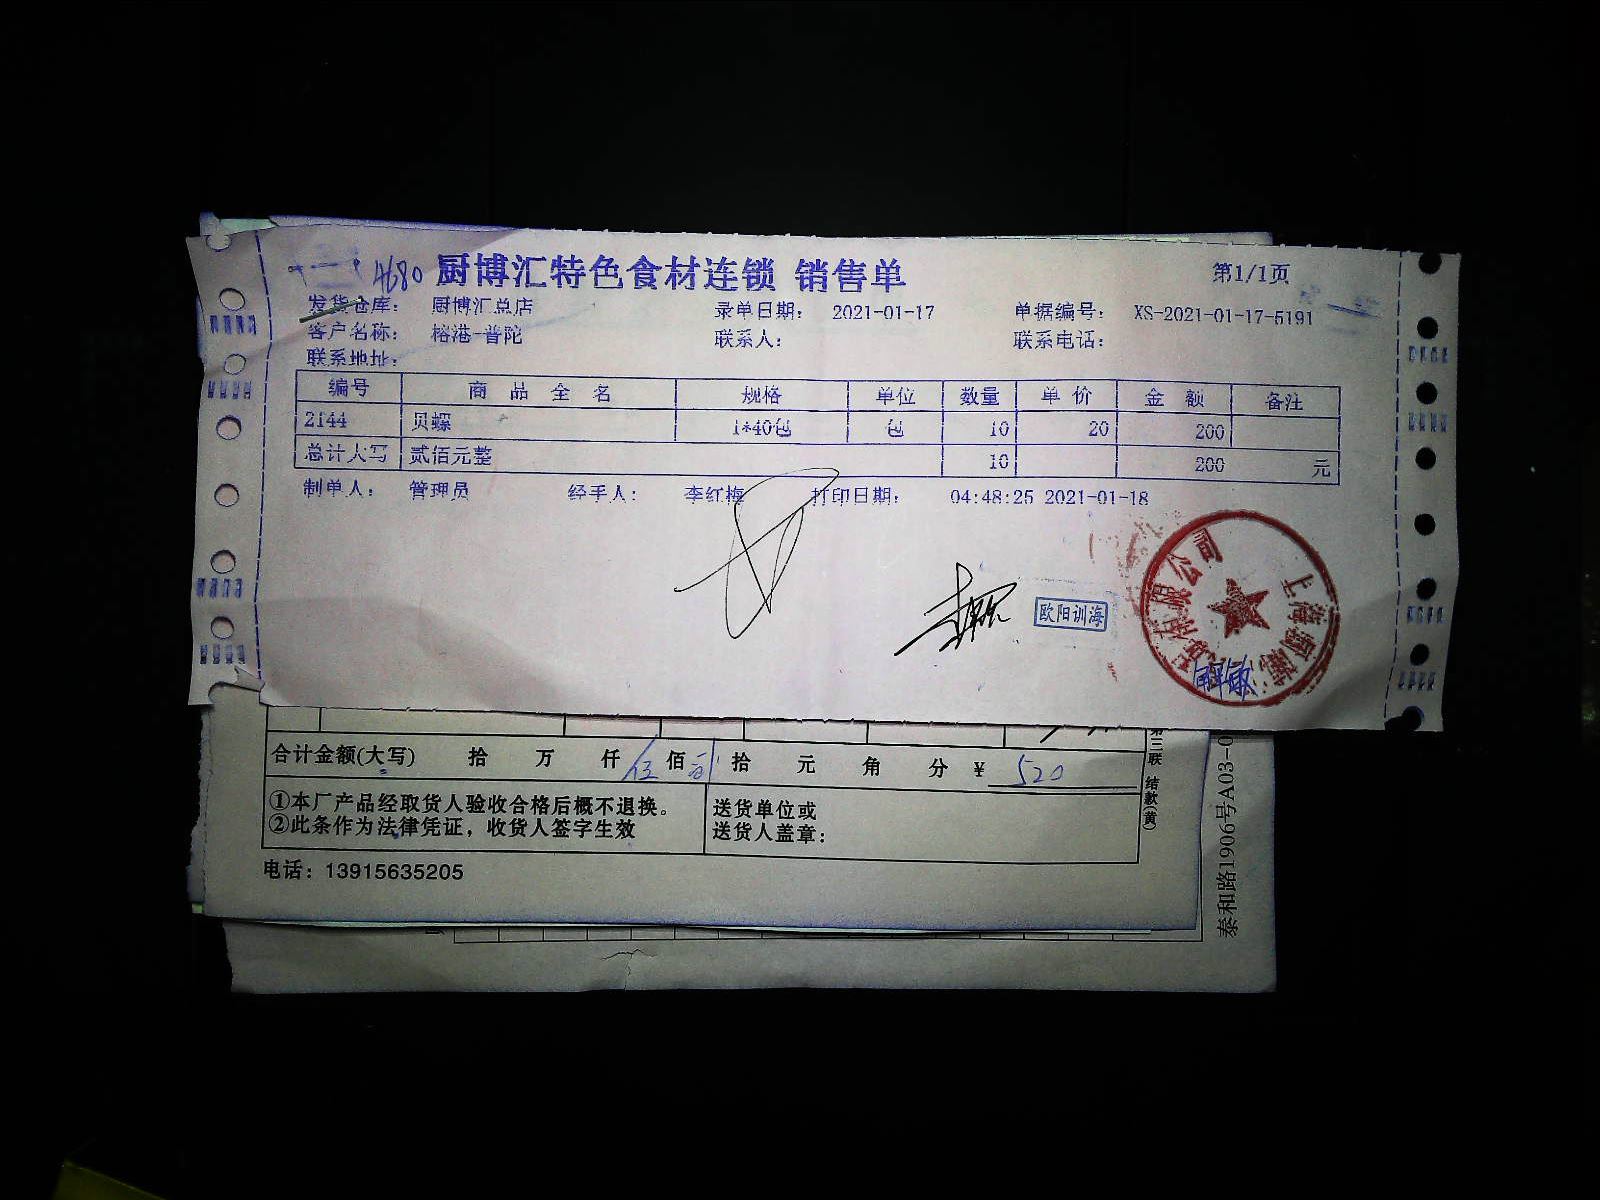 4680 厨博汇特色食材连锁 销售单 第1/1页
发货仓库： 厨博汇总店 录单日期： 2021-01-17 单据编号： XS-2021-01-17-5191
客户名称： 榕港-普陀 联系人： 联系电话：
联系地址：
编号 商品全名 规格 单位 数量 单价 金额 备注
2144 贝螺 1*40包 包 10 20 200
总计大写 贰佰元整 10 200 元
制单人： 管理员 经手人： 李红梅 打印日期： 04:48:25 2021-01-18
欧阳训海
上海 有限公司
合计金额(大写) 拾 万 仟 伍 佰 贰 拾 元 角 分 ¥ 520
①本厂产品经取货人验收合格后概不退换。
②此条作为法律凭证，收货人签字生效
送货单位或
送货人盖章：
电话：13915635205
第三联 结款(黄)
泰和路1906号A03-0